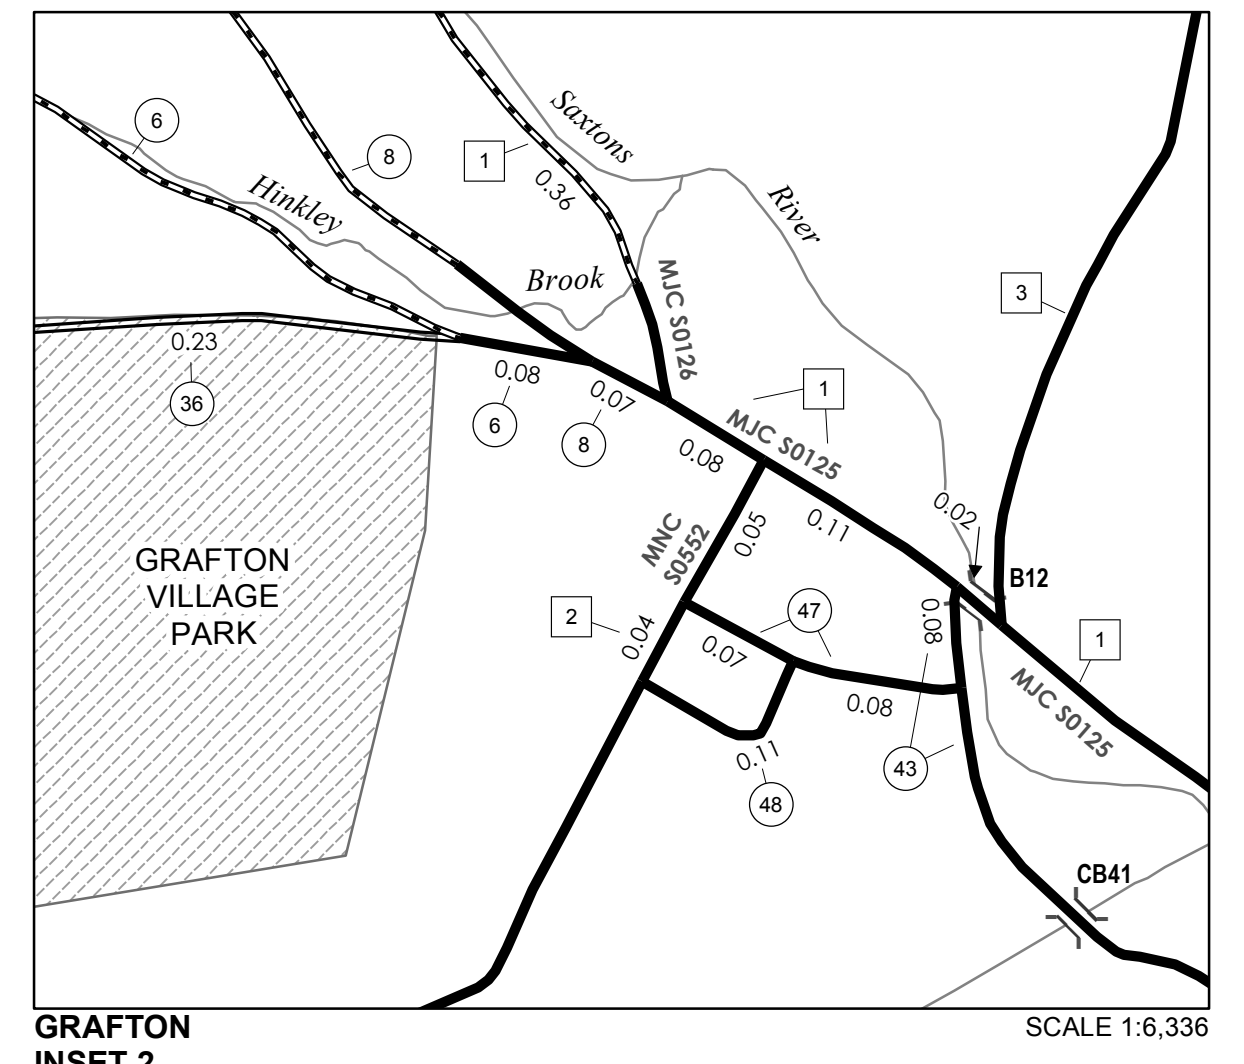 Saxtons
6
8
1
0.36
Hinkley
River
Brook
MJC S0126
3
0.23
36
0.08
6
0.07
8
1
MJC S0125
0.08
0.11
0.02
MNC
S0552
0.05
B12
GRAFTON
VILLAGE
PARK
2
0.04
47
0.08
0.07
1
MJC S0125
0.08
0.11
48
43
CB41
GRAFTON
INSET 2
SCALE 1:6,336